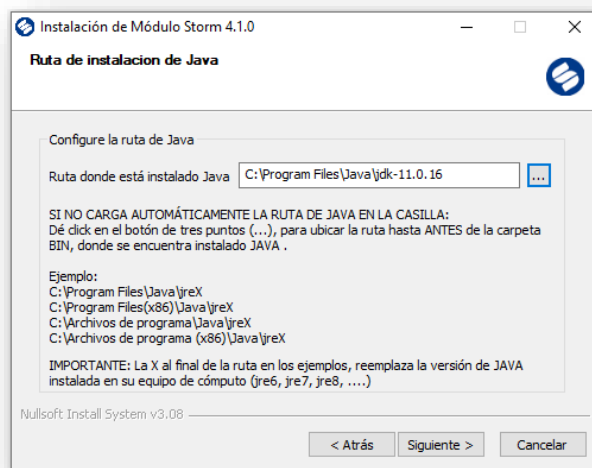 Instalación de Módulo Storm 4.1.0
Ruta de instalacion de Java
Configure la ruta de Java
Ruta donde está instalado Java C:\Program Files\Java\jdk-11.0.16 ...
SI NO CARGA AUTOMÁTICAMENTE LA RUTA DE JAVA EN LA CASILLA:
Dé click en el botón de tres puntos (...), para ubicar la ruta hasta ANTES de la carpeta
BIN, donde se encuentra instalado JAVA .
Ejemplo:
C:\Program Files\Java\jreX
C:\Program Files(x86)\Java\jreX
C:\Archivos de programa\Java\jreX
C:\Archivos de programa (x86)\Java\jreX
IMPORTANTE: La X al final de la ruta en los ejemplos, reemplaza la versión de JAVA
instalada en su equipo de cómputo (jre6, jre7, jre8, ....)
Nullsoft Install System v3.08
< Atrás Siguiente > Cancelar